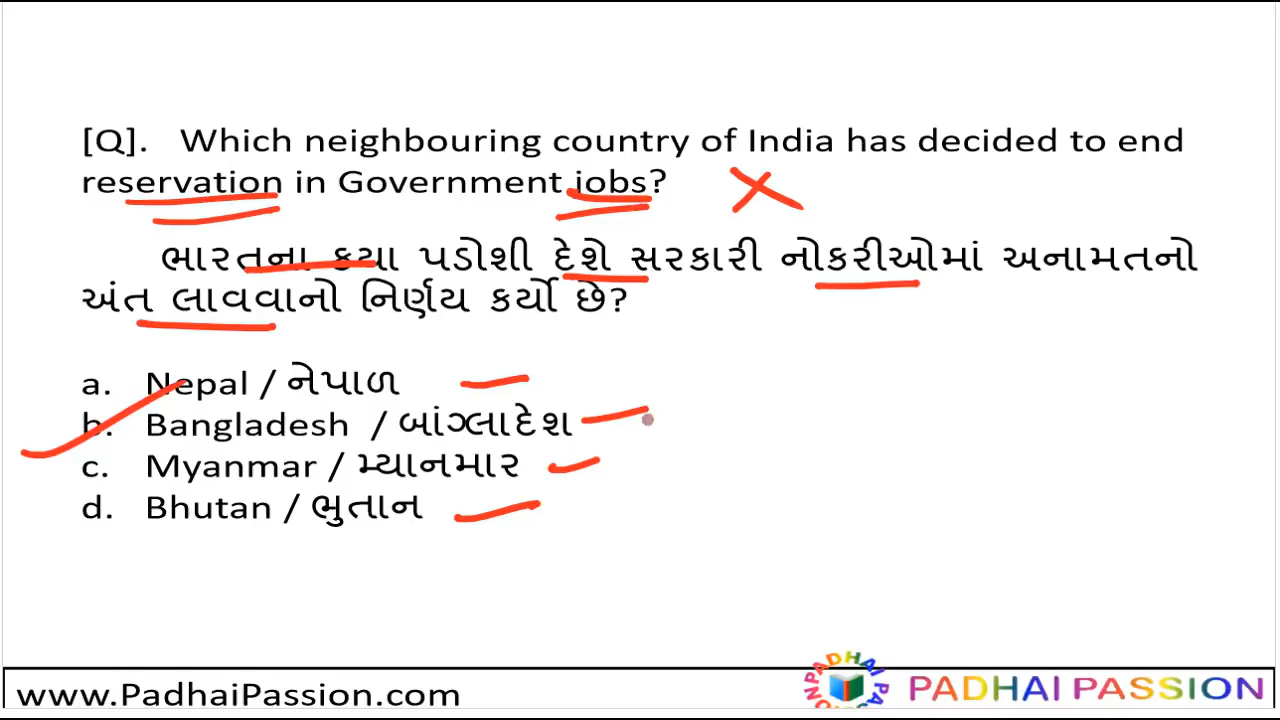 [Q]. Which neighbouring country of India has decided to end
reservation in Government jobs?
ભારતના કયા પડોશી દેશે સરકારી નોકરીઓમાં અનામતનો
અંત લાવવાનો નિર્ણય કર્યો છે?
a. Nepal / નેપાળ
b. Bangladesh / બાંગ્લાદેશ
c. Myanmar / મ્યાનમાર
d. Bhutan / ભુતાન
www.PadhaiPassion.com
PADHAI PASSION